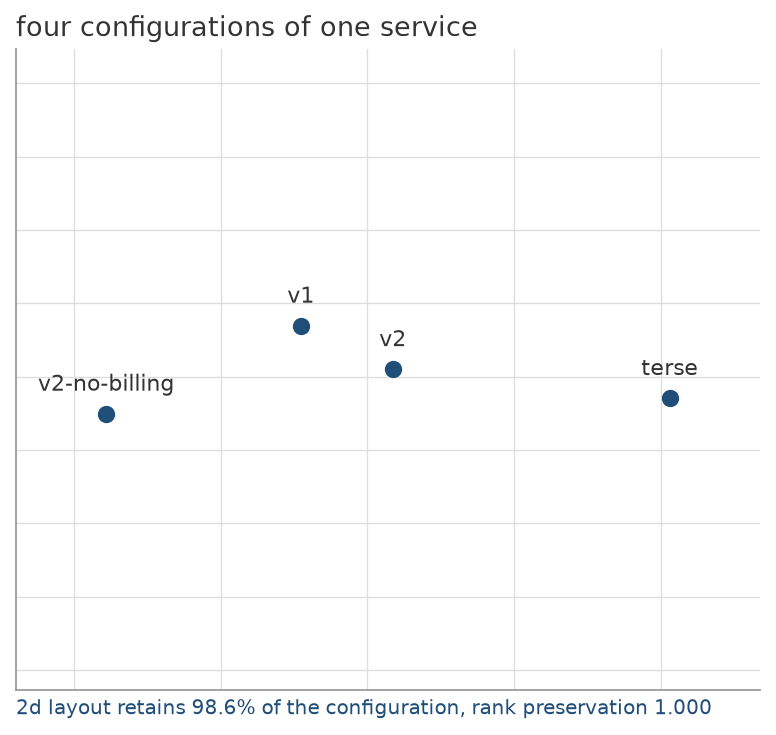 four configurations of one service
v1
v2
terse
v2-no-billing
2d layout retains 98.6% of the configuration, rank preservation 1.000